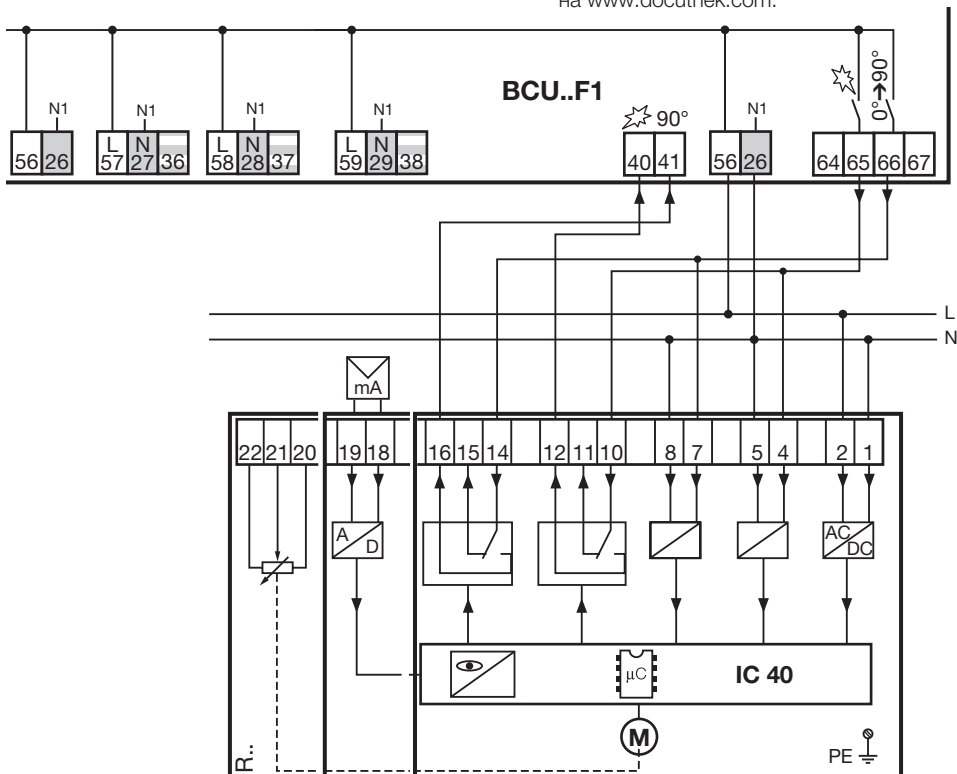 на www.docuthek.com.
BCU..F1
N1 N1 N1 N1 N1
90°
0°➔90°
L N L N L N
56 26 57 27 36 58 28 37 59 29 38 40 41 56 26 64 65 66 67
L
N
mA
22 21 20 19 18 16 15 14 12 11 10 8 7 5 4 2 1
A D AC DC
µC
IC 40
M
PE
R..